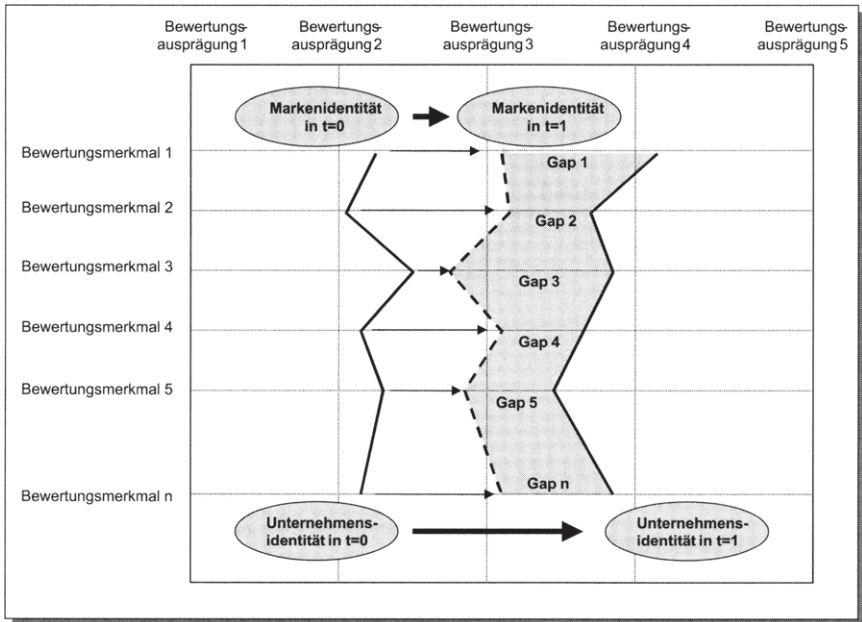 Bewertungs-
ausprägung 1
Bewertungs-
ausprägung 2
Bewertungs-
ausprägung 3
Bewertungs-
ausprägung 4
Bewertungs-
ausprägung 5
Markenidentität
in t=0
Markenidentität
in t=1
Bewertungsmerkmal 1
Gap 1
Bewertungsmerkmal 2
Gap 2
Bewertungsmerkmal 3
Gap 3
Bewertungsmerkmal 4
Gap 4
Bewertungsmerkmal 5
Gap 5
Gap n
Bewertungsmerkmal n
Unternehmens-
identität in t=0
Unternehmens-
identität in t=1